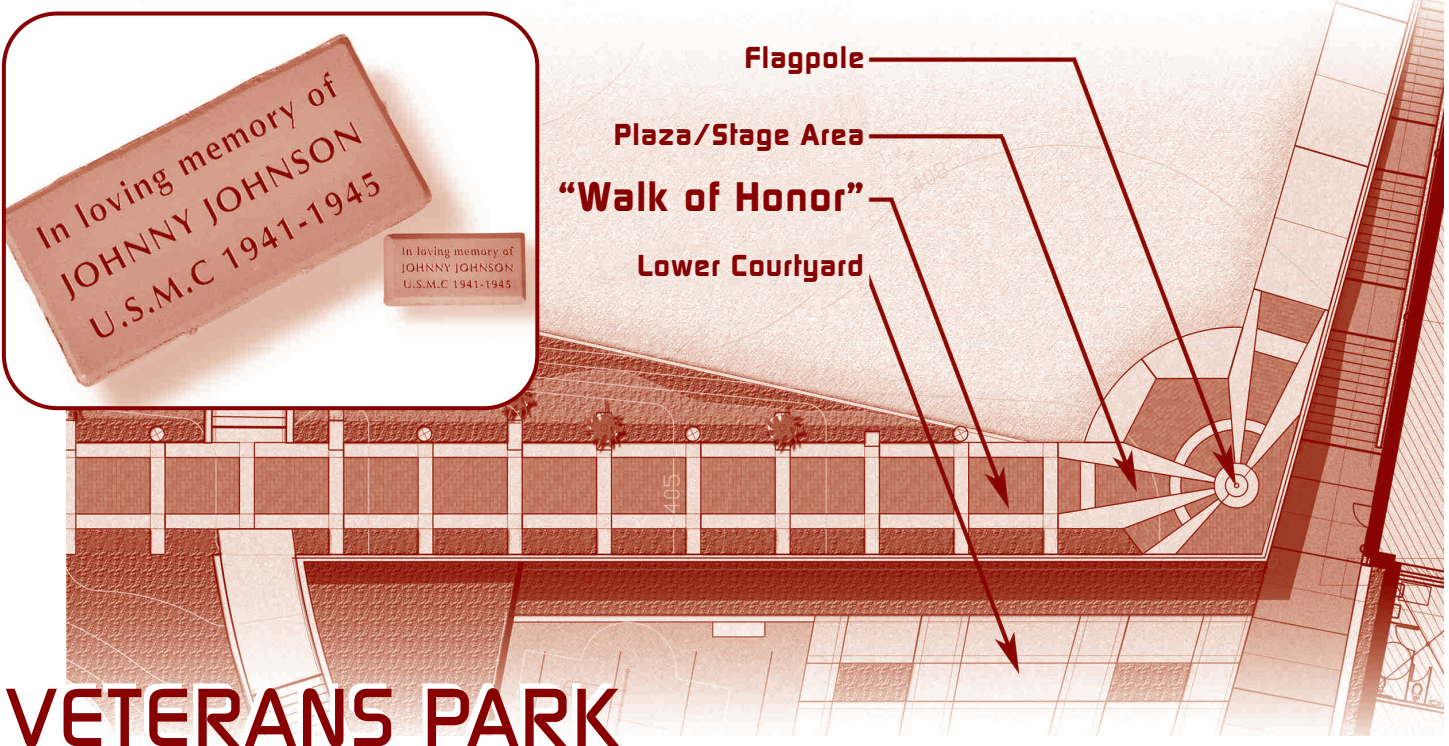 In loving memory of
JOHNNY JOHNSON
U.S.M.C 1941-1945
In loving memory of
JOHNNY JOHNSON
U.S.M.C 1941-1945
Flagpole
Plaza/Stage Area
“Walk of Honor”
Lower Courtyard
408
405
VETERANS PARK